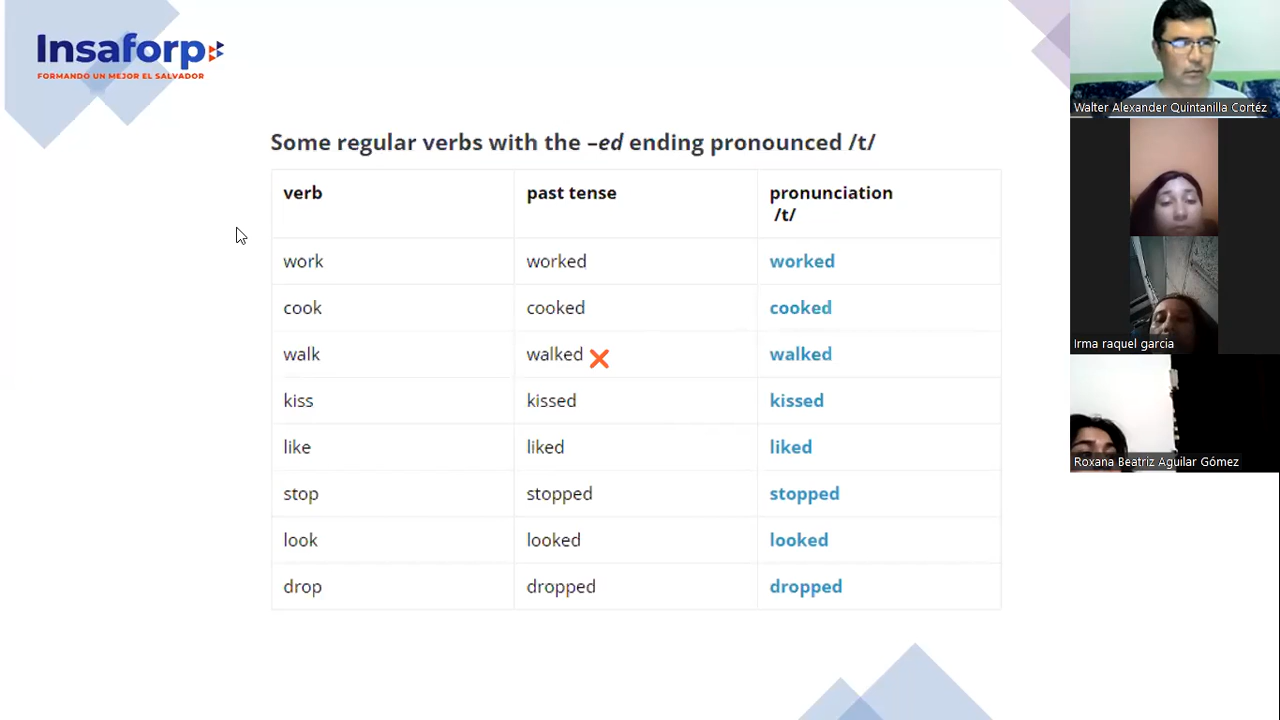 Insaforp
FORMANDO UN MEJOR EL SALVADOR
Some regular verbs with the –ed ending pronounced /t/
verb past tense pronunciation
/t/
work worked worked
cook cooked cooked
walk walked walked
kiss kissed kissed
like liked liked
stop stopped stopped
look looked looked
drop dropped dropped
Walter Alexander Quintanilla Cortéz
Irma raquel garcia
Roxana Beatriz Aguilar Gómez